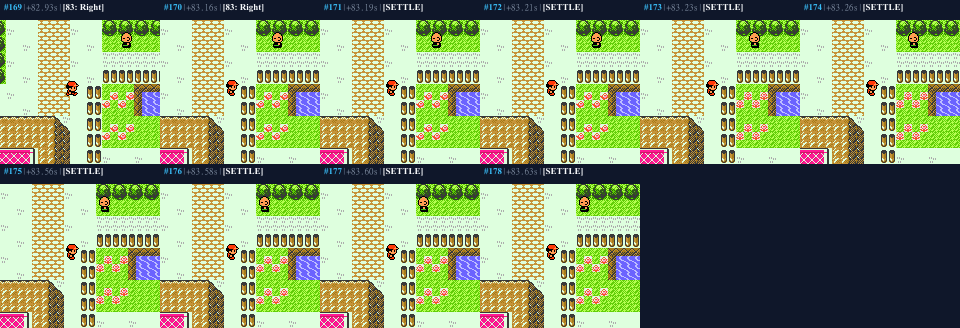 #169|+82.93s|[83: Right]
#170|+83.16s|[83: Right]
#171|+83.19s|[SETTLE]
#172|+83.21s|[SETTLE]
#173|+83.23s|[SETTLE]
#174|+83.26s|[SETTLE]
#175|+83.56s|[SETTLE]
#176|+83.58s|[SETTLE]
#177|+83.60s|[SETTLE]
#178|+83.63s|[SETTLE]